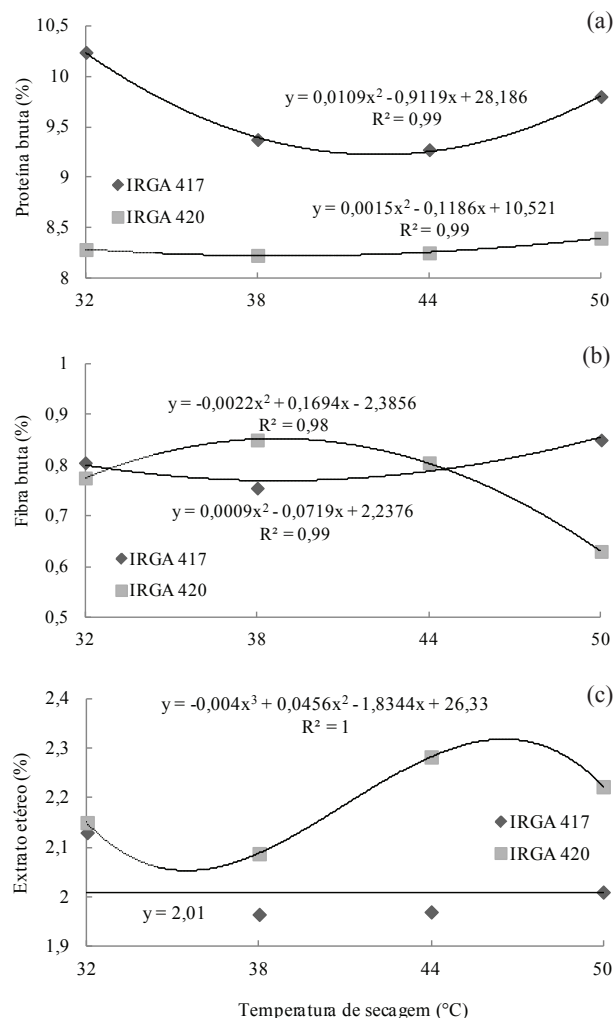 (a)
10,5
10
9,5
9
8,5
8
Proteína bruta (%)
y = 0,0109x² - 0,9119x + 28,186
R² = 0,99
IRGA 417
IRGA 420
y = 0,0015x² - 0,1186x + 10,521
R² = 0,99
32 38 44 50
(b)
1
0,9
0,8
0,7
0,6
0,5
Fibra bruta (%)
y = -0,0022x² + 0,1694x - 2,3856
R² = 0,98
y = 0,0009x² - 0,0719x + 2,2376
R² = 0,99
IRGA 417
IRGA 420
32 38 44 50
(c)
2,4
2,3
2,2
2,1
2
1,9
Extrato etéreo (%)
y = -0,004x³ + 0,0456x² - 1,8344x + 26,33
R² = 1
IRGA 417
IRGA 420
y = 2,01
32 38 44 50
Temperatura de secagem (°C)